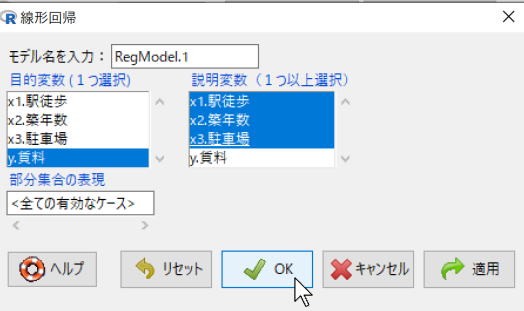 R 線形回帰
モデル名を入力： RegModel.1
目的変数 (１つ選択) 説明変数（１つ以上選択）
x1.駅徒歩 x1.駅徒歩
x2.築年数 x2.築年数
x3.駐車場 x3.駐車場
y.賃料 y.賃料
部分集合の表現
<全ての有効なケース>
ヘルプ リセット OK キャンセル 適用